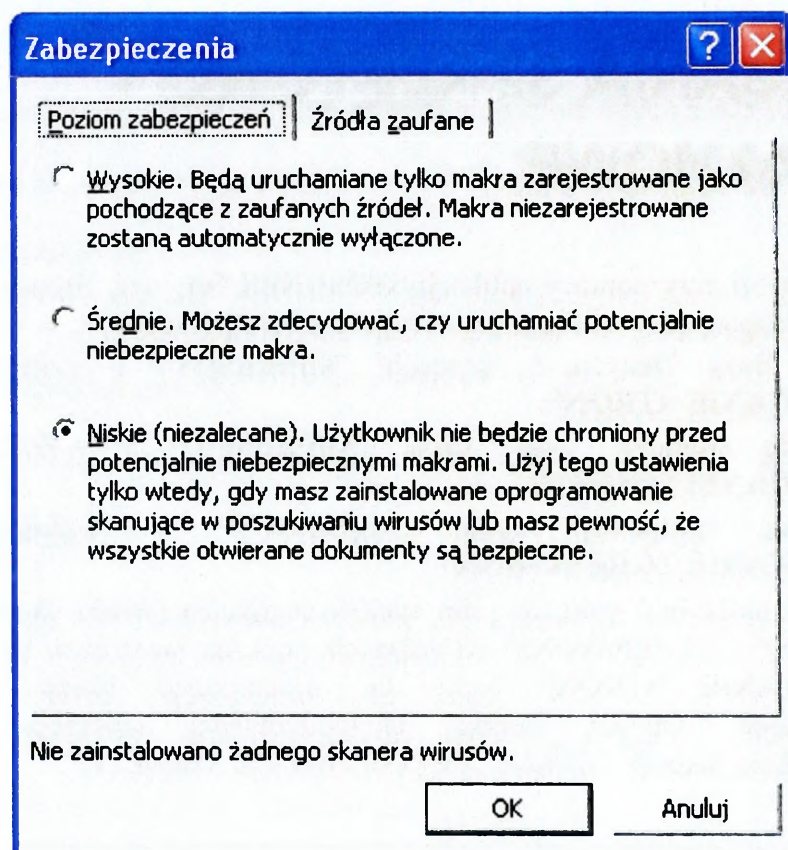 Zabezpieczenia
Poziom zabezpieczeń
Źródła zaufane
Wysokie. Będą uruchamiane tylko makra zarejestrowane jako
pochodzące z zaufanych źródeł. Makra niezarejestrowane
zostaną automatycznie wyłączone.
Średnie. Możesz zdecydować, czy uruchamiać potencjalnie
niebezpieczne makra.
Niskie (niezalecane). Użytkownik nie będzie chroniony przed
potencjalnie niebezpiecznymi makrami. Użyj tego ustawienia
tylko wtedy, gdy masz zainstalowane oprogramowanie
skanujące w poszukiwaniu wirusów lub masz pewność, że
wszystkie otwierane dokumenty są bezpieczne.
Nie zainstalowano żadnego skanera wirusów.
OK
Anuluj